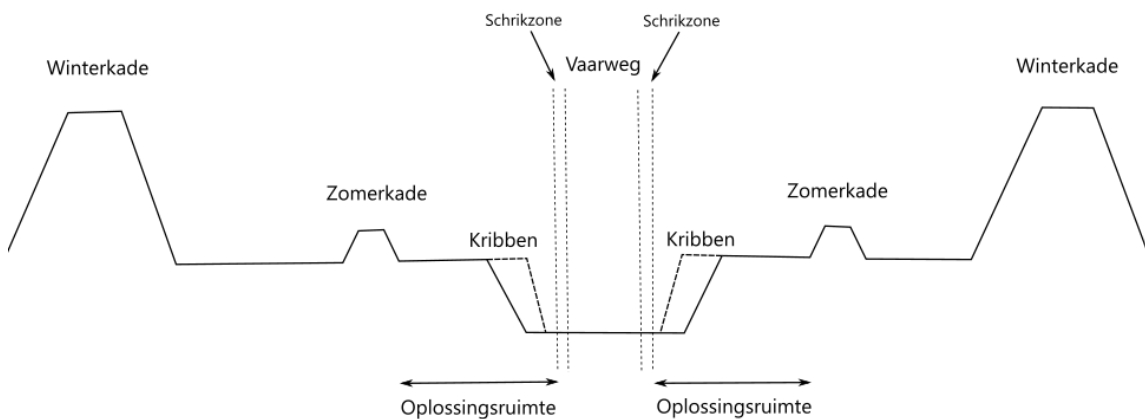 Schrikzone
Schrikzone
Winterkade
Vaarweg
Winterkade
Zomerkade
Zomerkade
Kribben
Kribben
Oplossingsruimte
Oplossingsruimte